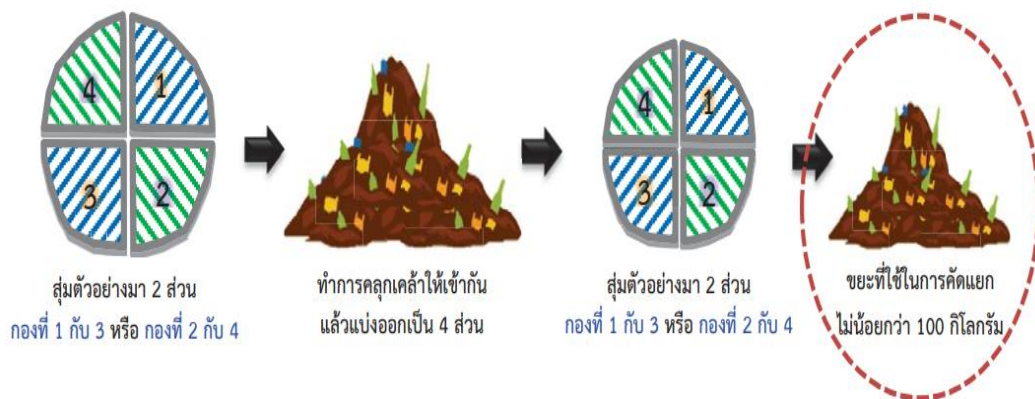 4
1
3
2
สุ่มตัวอย่างมา 2 ส่วน
กองที่ 1 กับ 3 หรือ กองที่ 2 กับ 4
ทำการคลุกเคล้าให้เข้ากัน
แล้วแบ่งออกเป็น 4 ส่วน
4
1
3
2
สุ่มตัวอย่างมา 2 ส่วน
กองที่ 1 กับ 3 หรือ กองที่ 2 กับ 4
ขยะที่ใช้ในการคัดแยก
ไม่น้อยกว่า 100 กิโลกรัม